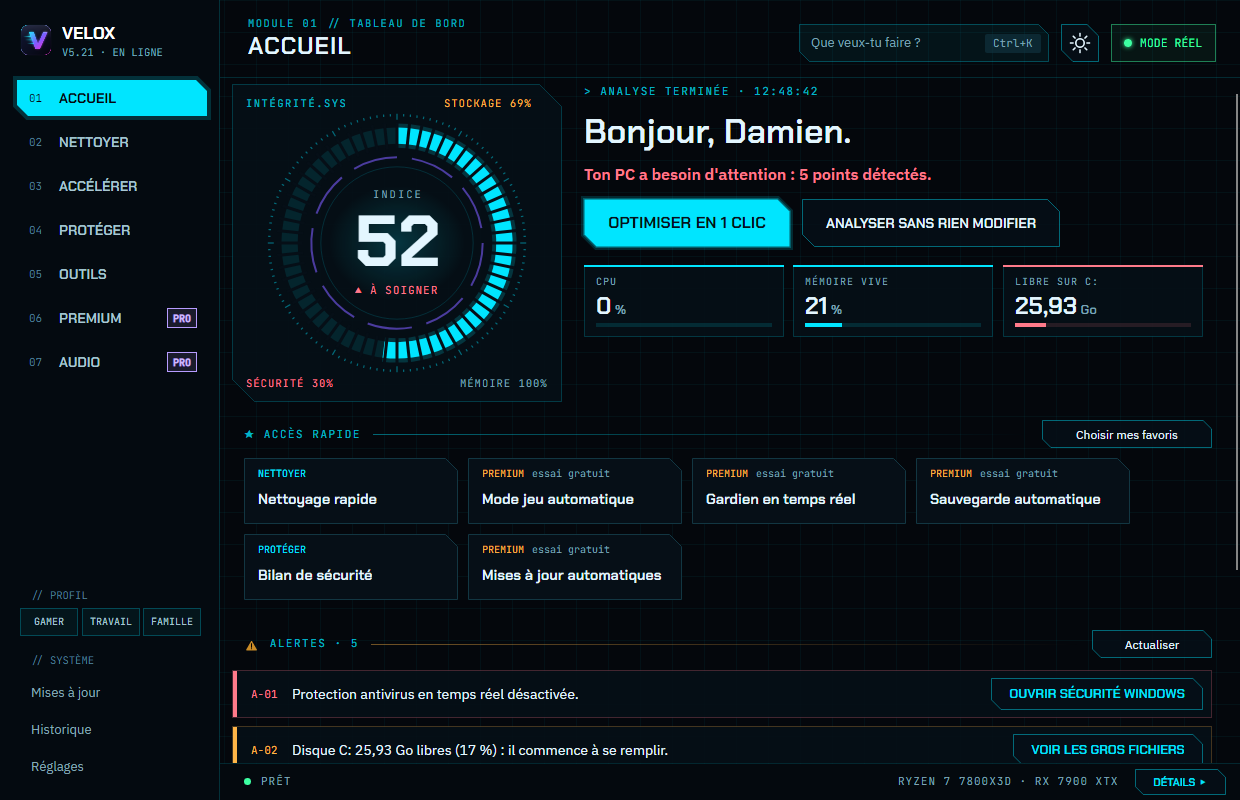 VELOX
V5.21 · EN LIGNE
01 ACCUEIL
02 NETTOYER
03 ACCÉLÉRER
04 PROTÉGER
05 OUTILS
06 PREMIUM PRO
07 AUDIO PRO
// PROFIL
GAMER TRAVAIL FAMILLE
// SYSTÈME
Mises à jour
Historique
Réglages
MODULE 01 // TABLEAU DE BORD
ACCUEIL
Que veux-tu faire ? Ctrl+K
MODE RÉEL
INTÉGRITÉ.SYS STOCKAGE 69%
INDICE
52
▲ À SOIGNER
SÉCURITÉ 30% MÉMOIRE 100%
> ANALYSE TERMINÉE · 12:48:42
Bonjour, Damien.
Ton PC a besoin d'attention : 5 points détectés.
OPTIMISER EN 1 CLIC ANALYSER SANS RIEN MODIFIER
CPU MÉMOIRE VIVE LIBRE SUR C:
0 % 21 % 25,93 Go
★ ACCÈS RAPIDE Choisir mes favoris
NETTOYER PREMIUM essai gratuit PREMIUM essai gratuit PREMIUM essai gratuit
Nettoyage rapide Mode jeu automatique Gardien en temps réel Sauvegarde automatique
PROTÉGER PREMIUM essai gratuit
Bilan de sécurité Mises à jour automatiques
ALERTES · 5 Actualiser
A-01 Protection antivirus en temps réel désactivée. OUVRIR SÉCURITÉ WINDOWS
A-02 Disque C: 25,93 Go libres (17 %) : il commence à se remplir. VOIR LES GROS FICHIERS
PRÊT RYZEN 7 7800X3D · RX 7900 XTX DÉTAILS ▸